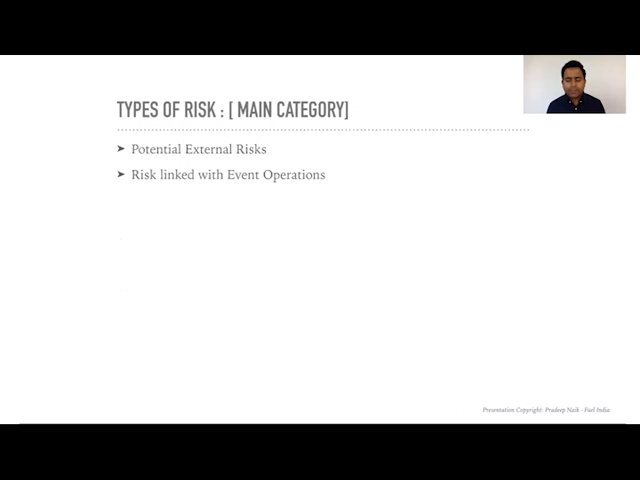 TYPES OF RISK : [ MAIN CATEGORY]
➤ Potential External Risks
➤ Risk linked with Event Operations
Presentation Copyright: Pradeep Naik - Fuel India